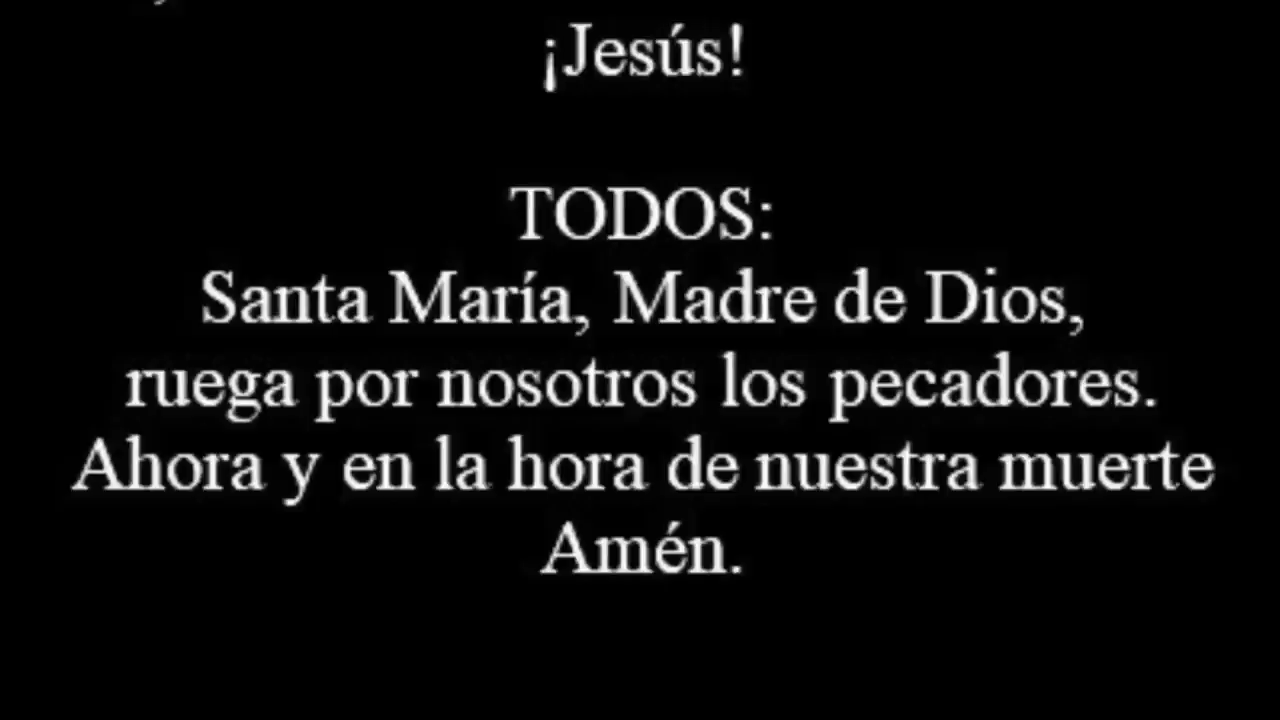 ¡Jesús!
TODOS:
Santa María, Madre de Dios,
ruega por nosotros los pecadores.
Ahora y en la hora de nuestra muerte
Amén.